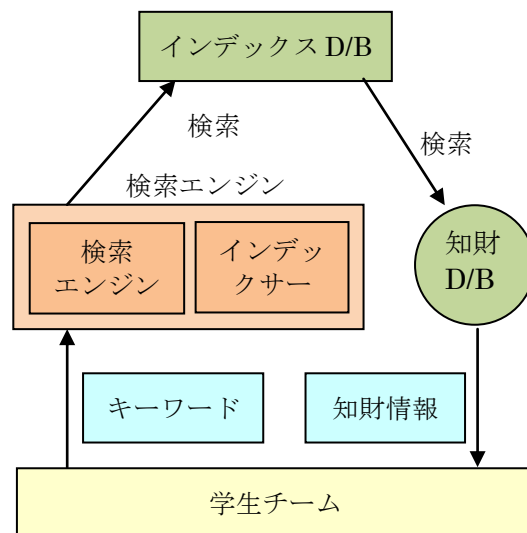 インデックス D/B
検索
検索
検索エンジン
検索
エンジン
インデッ
クサー
知財
D/B
キーワード
知財情報
学生チーム